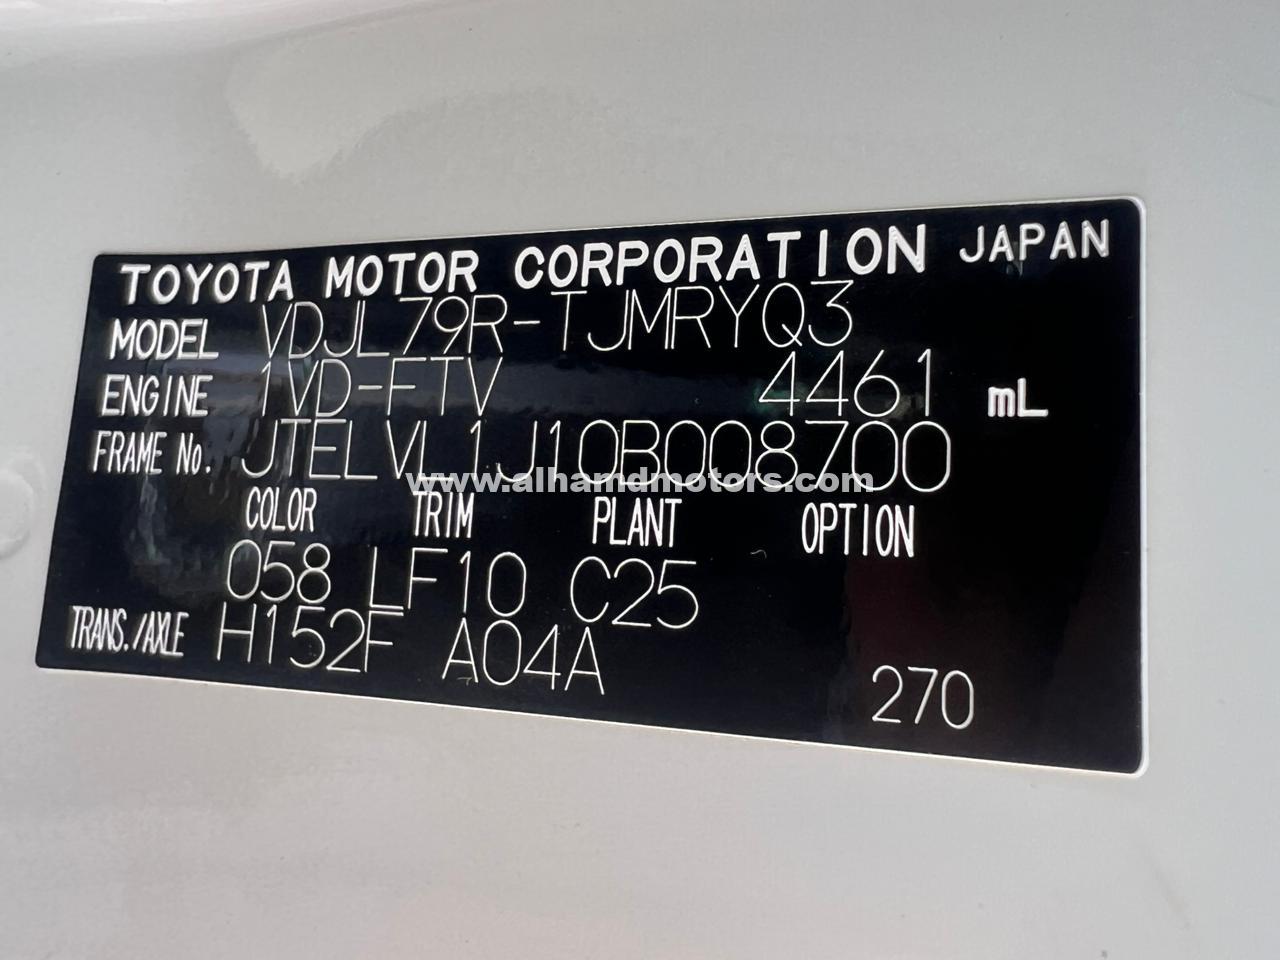 TOYOTA MOTOR CORPORATION JAPAN
MODEL VDJL79R-TJMRYQ3
ENGINE 1VD-FTV 4461 mL
FRAME No. JTELVL1J10B008700
www.alhamdmotors.com
COLOR TRIM PLANT OPTION
058 LF10 C25
TRANS./AXLE H152F A04A
270